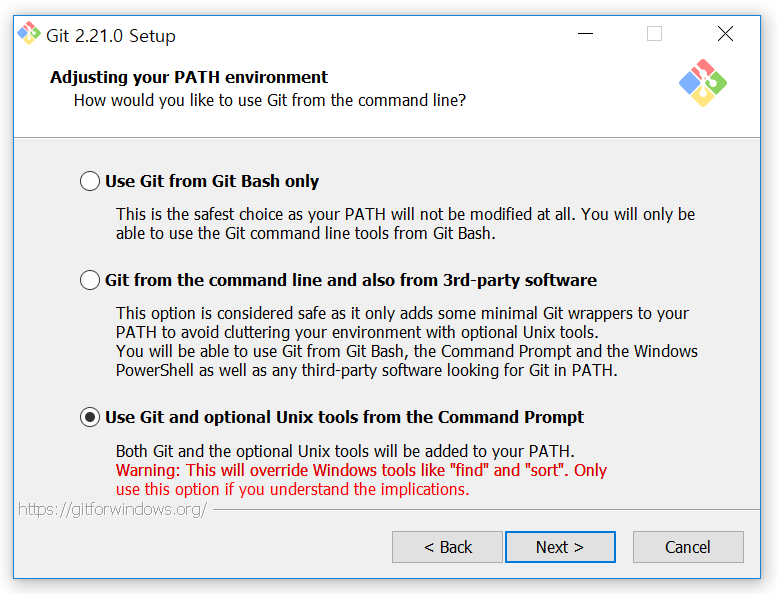 Git 2.21.0 Setup
Adjusting your PATH environment
How would you like to use Git from the command line?
Use Git from Git Bash only
This is the safest choice as your PATH will not be modified at all. You will only be
able to use the Git command line tools from Git Bash.
Git from the command line and also from 3rd-party software
This option is considered safe as it only adds some minimal Git wrappers to your
PATH to avoid cluttering your environment with optional Unix tools.
You will be able to use Git from Git Bash, the Command Prompt and the Windows
PowerShell as well as any third-party software looking for Git in PATH.
Use Git and optional Unix tools from the Command Prompt
Both Git and the optional Unix tools will be added to your PATH.
Warning: This will override Windows tools like "find" and "sort". Only
use this option if you understand the implications.
https://gitforwindows.org/
< Back
Next >
Cancel